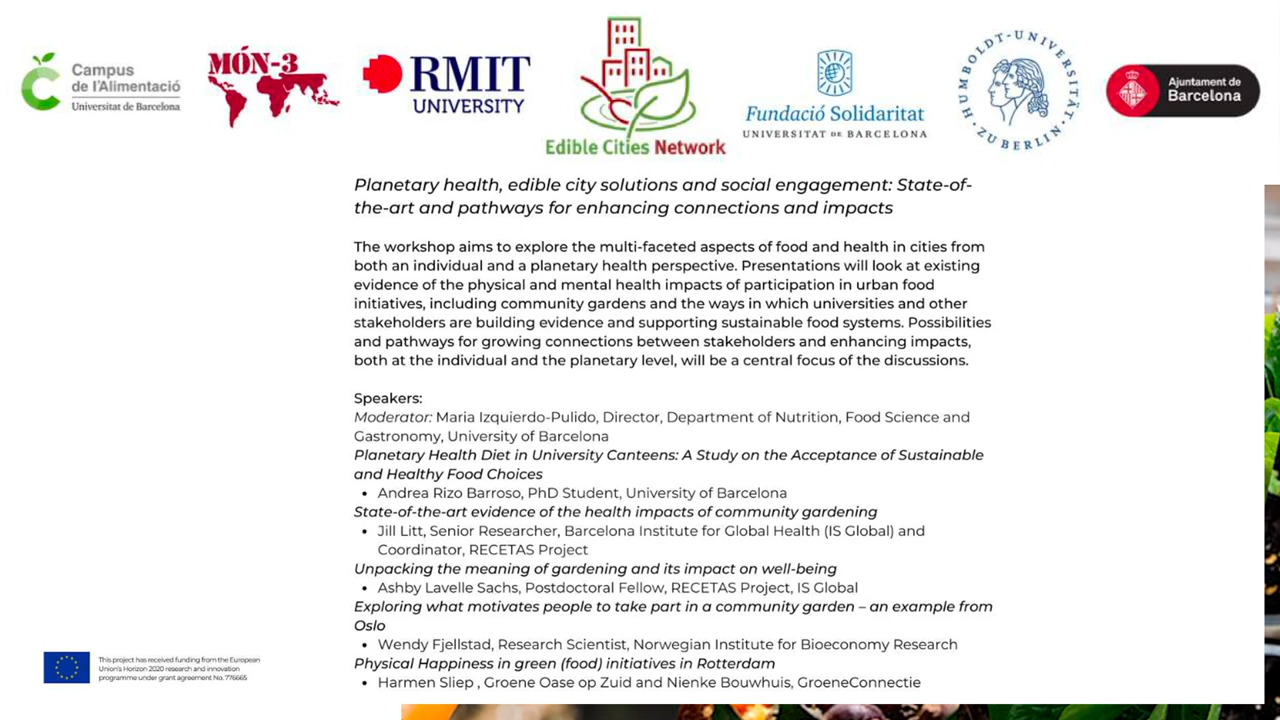 Campus
de l'Alimentació
Universitat de Barcelona
MÓN-3
RMIT
UNIVERSITY
Edible Cities Network
Fundació Solidaritat
UNIVERSITAT DE BARCELONA
HUMBOLDT-UNIVERSITÄT
ZU BERLIN
Ajuntament de
Barcelona
Planetary health, edible city solutions and social engagement: State-of-
the-art and pathways for enhancing connections and impacts
The workshop aims to explore the multi-faceted aspects of food and health in cities from
both an individual and a planetary health perspective. Presentations will look at existing
evidence of the physical and mental health impacts of participation in urban food
initiatives, including community gardens and the ways in which universities and other
stakeholders are building evidence and supporting sustainable food systems. Possibilities
and pathways for growing connections between stakeholders and enhancing impacts,
both at the individual and the planetary level, will be a central focus of the discussions.
Speakers:
Moderator: Maria Izquierdo-Pulido, Director, Department of Nutrition, Food Science and
Gastronomy, University of Barcelona
Planetary Health Diet in University Canteens: A Study on the Acceptance of Sustainable
and Healthy Food Choices
• Andrea Rizo Barroso, PhD Student, University of Barcelona
State-of-the-art evidence of the health impacts of community gardening
• Jill Litt, Senior Researcher, Barcelona Institute for Global Health (IS Global) and
Coordinator, RECETAS Project
Unpacking the meaning of gardening and its impact on well-being
• Ashby Lavelle Sachs, Postdoctoral Fellow, RECETAS Project, IS Global
Exploring what motivates people to take part in a community garden – an example from
Oslo
• Wendy Fjellstad, Research Scientist, Norwegian Institute for Bioeconomy Research
Physical Happiness in green (food) initiatives in Rotterdam
• Harmen Sliep , Groene Oase op Zuid and Nienke Bouwhuis, GroeneConnectie
This project has received funding from the European
Union's Horizon 2020 research and innovation
programme under grant agreement No. 776665